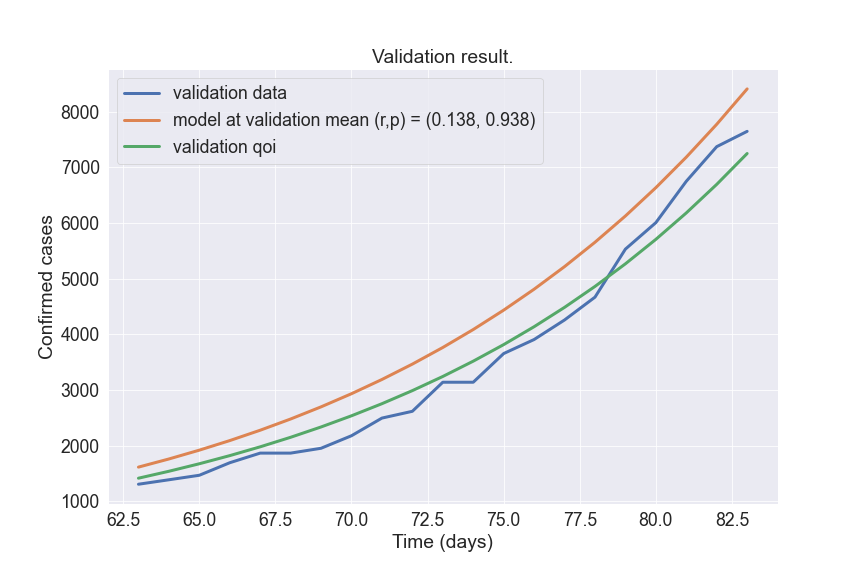 Validation result.
validation data
model at validation mean (r,p) = (0.138, 0.938)
validation qoi
8000
7000
6000
5000
4000
3000
2000
1000
Confirmed cases
62.5 65.0 67.5 70.0 72.5 75.0 77.5 80.0 82.5
Time (days)